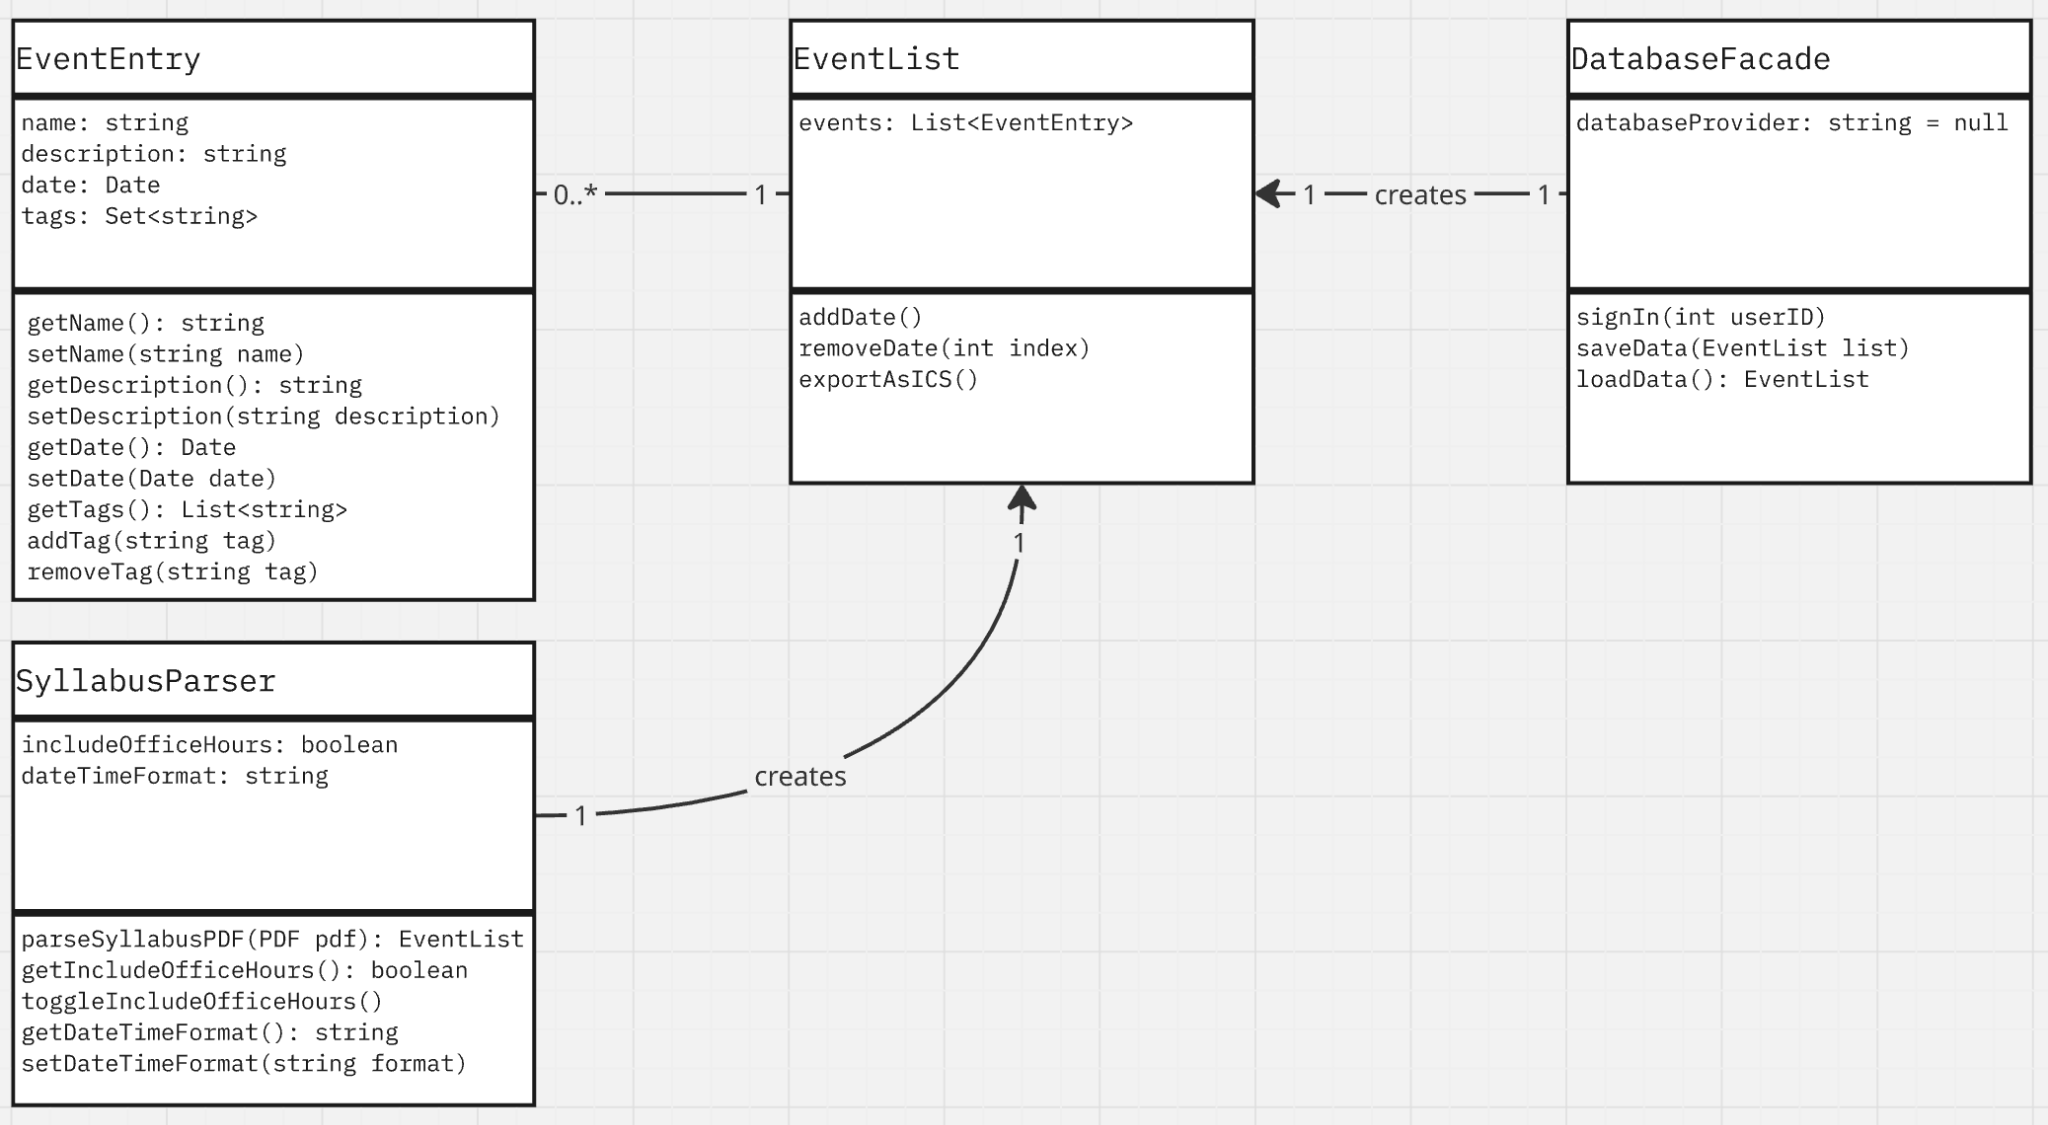 EventEntry
name: string
description: string
date: Date
tags: Set<string>
getName(): string
setName(string name)
getDescription(): string
setDescription(string description)
getDate(): Date
setDate(Date date)
getTags(): List<string>
addTag(string tag)
removeTag(string tag)
0..*
1
EventList
events: List<EventEntry>
addDate()
removeDate(int index)
exportAsICS()
1
creates
1
DatabaseFacade
databaseProvider: string = null
signIn(int userID)
saveData(EventList list)
loadData(): EventList
SyllabusParser
includeOfficeHours: boolean
dateTimeFormat: string
parseSyllabusPDF(PDF pdf): EventList
getIncludeOfficeHours(): boolean
toggleIncludeOfficeHours()
getDateTimeFormat(): string
setDateTimeFormat(string format)
1
creates
1